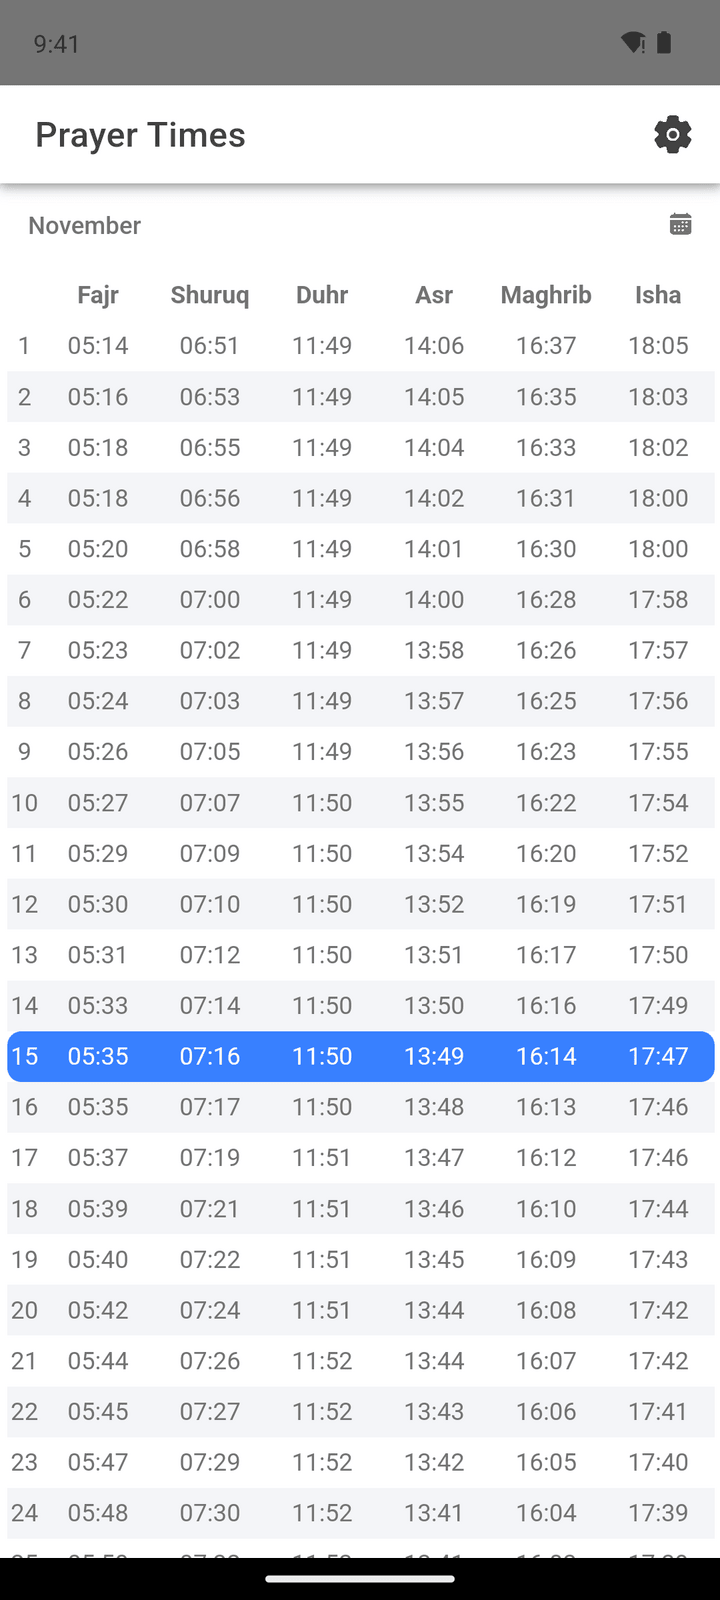 9:41
Prayer Times
November
Fajr Shuruq Duhr Asr Maghrib Isha
1 05:14 06:51 11:49 14:06 16:37 18:05
2 05:16 06:53 11:49 14:05 16:35 18:03
3 05:18 06:55 11:49 14:04 16:33 18:02
4 05:18 06:56 11:49 14:02 16:31 18:00
5 05:20 06:58 11:49 14:01 16:30 18:00
6 05:22 07:00 11:49 14:00 16:28 17:58
7 05:23 07:02 11:49 13:58 16:26 17:57
8 05:24 07:03 11:49 13:57 16:25 17:56
9 05:26 07:05 11:49 13:56 16:23 17:55
10 05:27 07:07 11:50 13:55 16:22 17:54
11 05:29 07:09 11:50 13:54 16:20 17:52
12 05:30 07:10 11:50 13:52 16:19 17:51
13 05:31 07:12 11:50 13:51 16:17 17:50
14 05:33 07:14 11:50 13:50 16:16 17:49
15 05:35 07:16 11:50 13:49 16:14 17:47
16 05:35 07:17 11:50 13:48 16:13 17:46
17 05:37 07:19 11:51 13:47 16:12 17:46
18 05:39 07:21 11:51 13:46 16:10 17:44
19 05:40 07:22 11:51 13:45 16:09 17:43
20 05:42 07:24 11:51 13:44 16:08 17:42
21 05:44 07:26 11:52 13:44 16:07 17:42
22 05:45 07:27 11:52 13:43 16:06 17:41
23 05:47 07:29 11:52 13:42 16:05 17:40
24 05:48 07:30 11:52 13:41 16:04 17:39